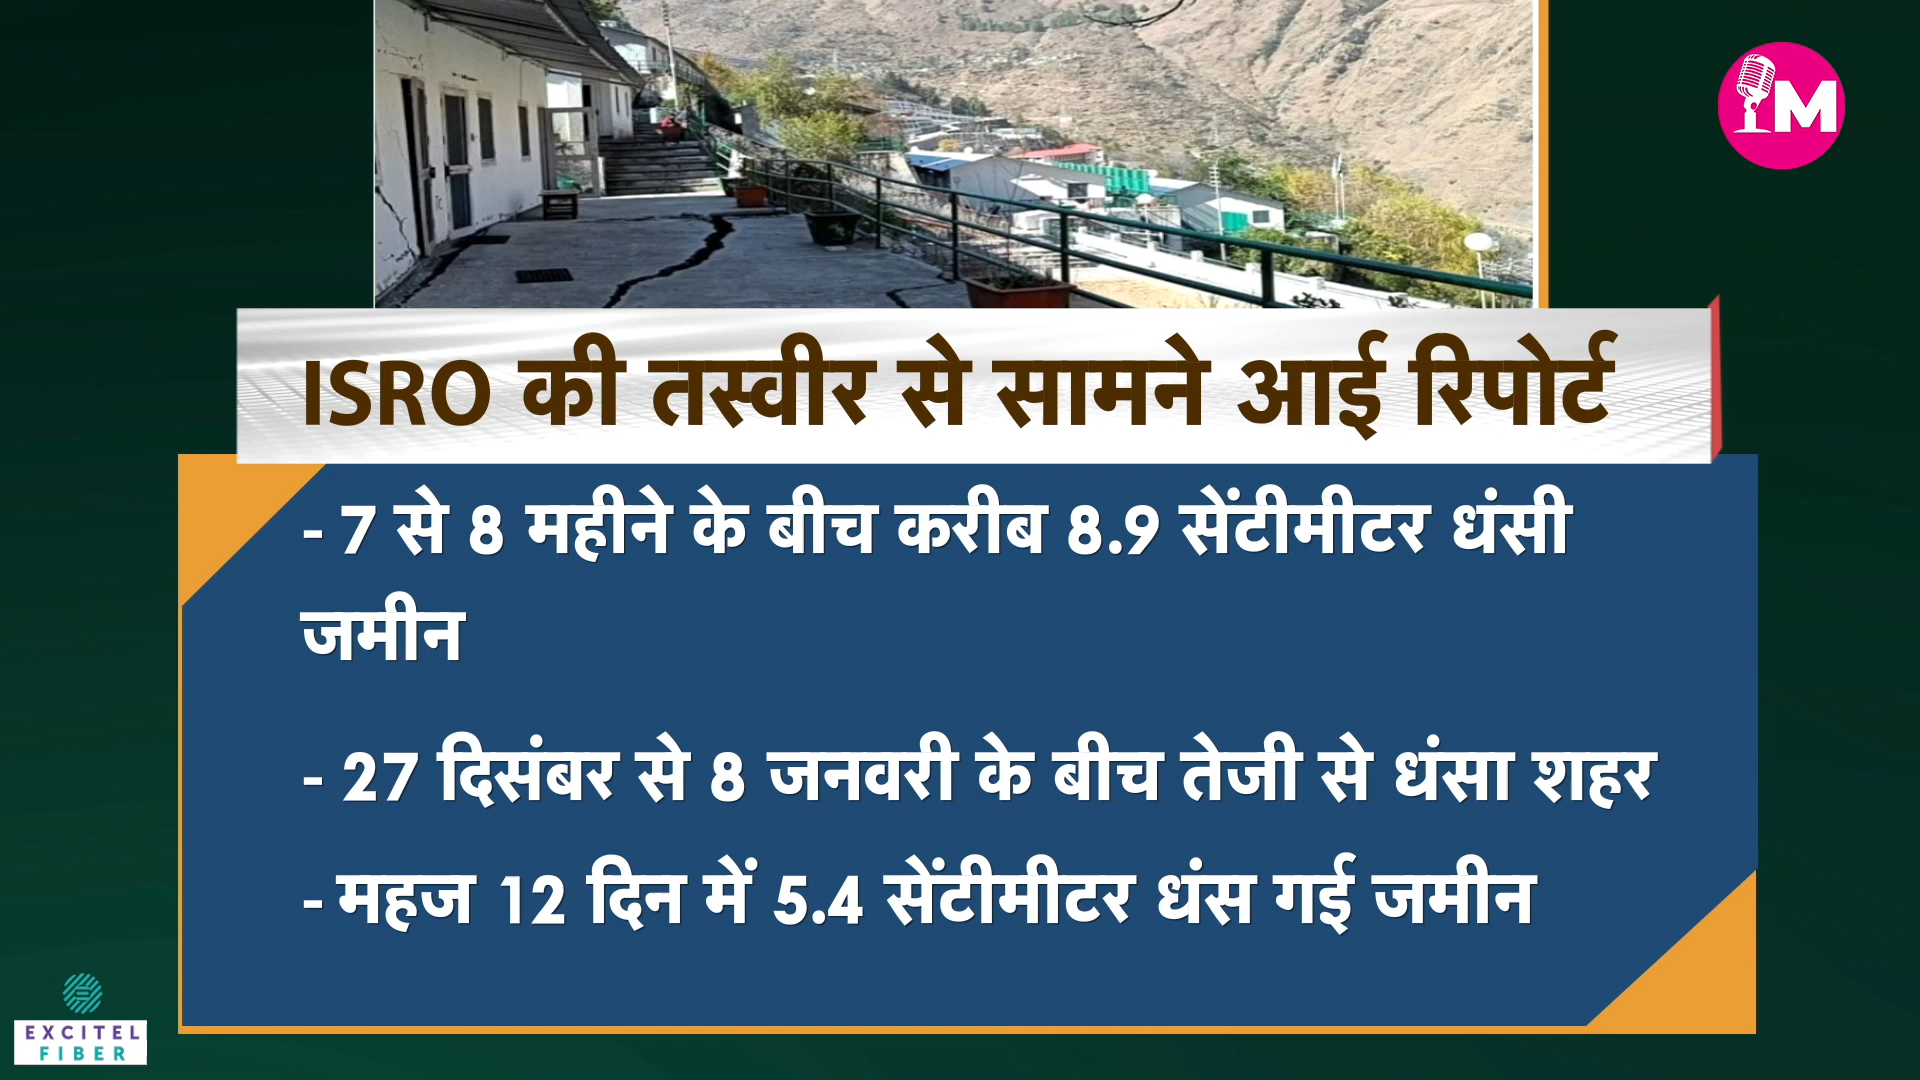 M
ISRO की तस्वीर से सामने आई रिपोर्ट
- 7 से 8 महीने के बीच करीब 8.9 सेंटीमीटर धंसी
जमीन
- 27 दिसंबर से 8 जनवरी के बीच तेजी से धंसा शहर
- महज 12 दिन में 5.4 सेंटीमीटर धंस गई जमीन
EXCITEL
FIBER